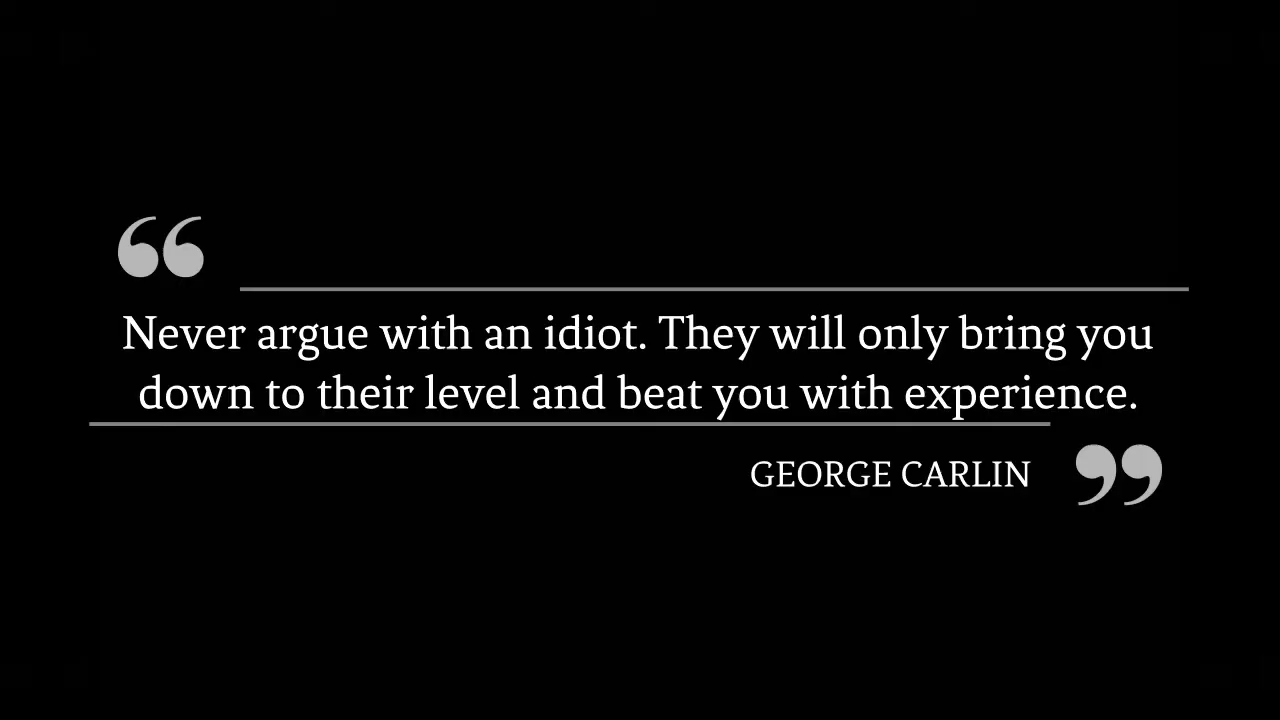 “
Never argue with an idiot. They will only bring you
down to their level and beat you with experience.
GEORGE CARLIN ”